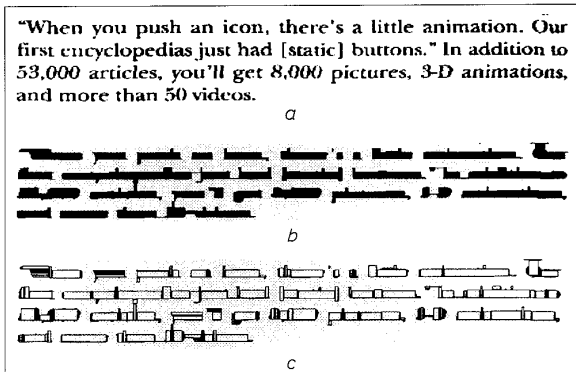 “When you push an icon, there’s a little animation. Our
first encyclopedias just had [static] buttons.” In addition to
53,000 articles, you’ll get 8,000 pictures, 3-D animations,
and more than 50 videos.
a
b
c